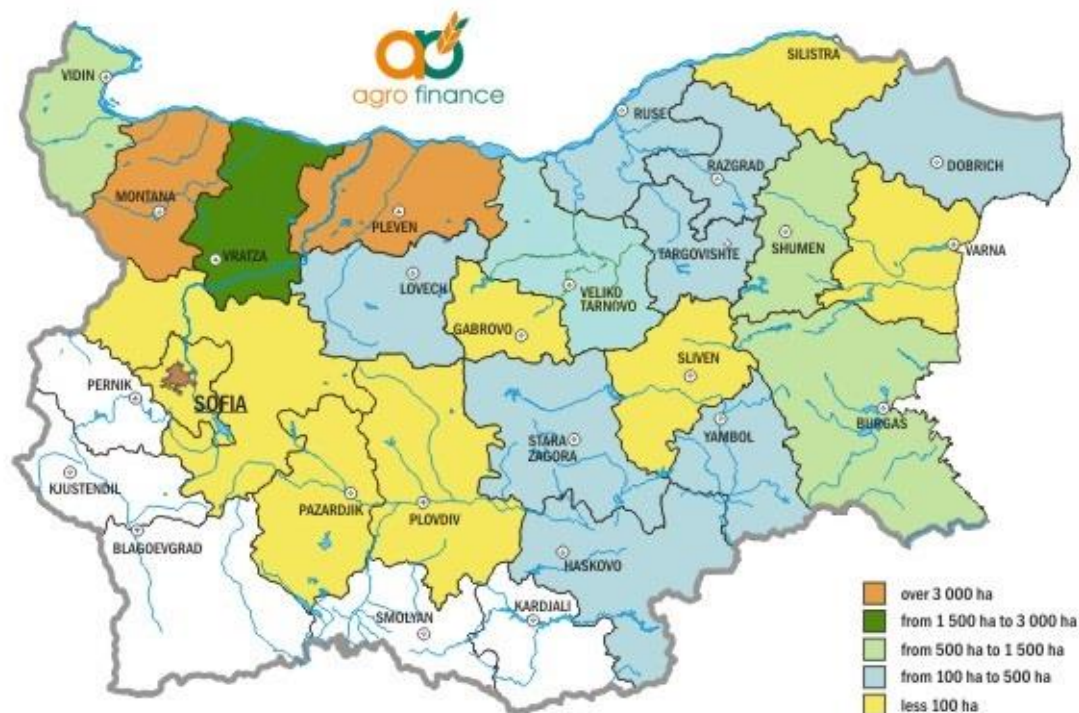 agro finance
SILISTRA
VIDIN
RUSE
DOBRICH
RAZGRAD
MONTANA
PLEVEN
SHUMEN
VARNA
TARGOVISHTE
VRATZA
LOVECH
VELIKO
TARNOVO
GABROVO
SLIVEN
PERNIK
SOFIA
BURGAS
YAMBOL
STARA
ZAGORA
KJUSTENDIL
PAZARDJIK
PLOVDIV
BLAGOEVGRAD
HASKOVO
SMOLYAN
KARDJALI
over 3 000 ha
from 1 500 ha to 3 000 ha
from 500 ha to 1 500 ha
from 100 ha to 500 ha
less 100 ha